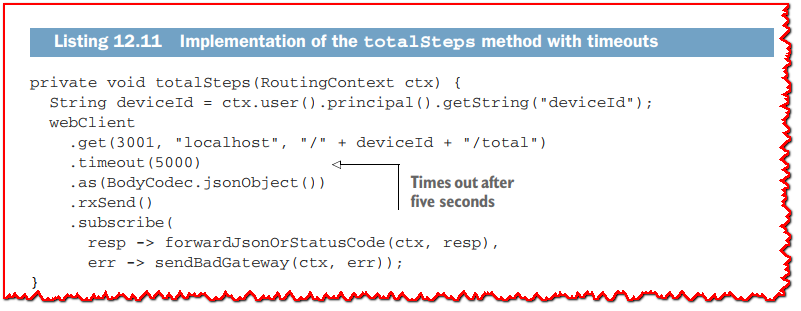 Listing 12.11 Implementation of the totalSteps method with timeouts
private void totalSteps(RoutingContext ctx) {
  String deviceId = ctx.user().principal().getString("deviceId");
  webClient
    .get(3001, "localhost", "/" + deviceId + "/total")
    .timeout(5000)
    .as(BodyCodec.jsonObject())
    .rxSend()
    .subscribe(
      resp -> forwardJsonOrStatusCode(ctx, resp),
      err -> sendBadGateway(ctx, err));
}
Times out after
five seconds